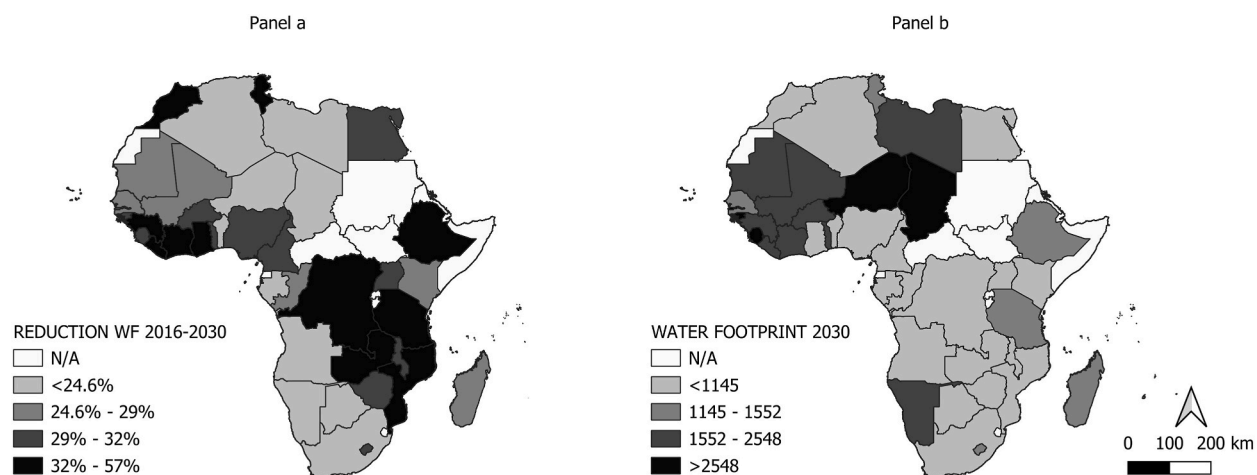 Panel a
Panel b
REDUCTION WF 2016-2030
N/A
<24.6%
24.6% - 29%
29% - 32%
32% - 57%
WATER FOOTPRINT 2030
N/A
<1145
1145 - 1552
1552 - 2548
>2548
0 100 200 km